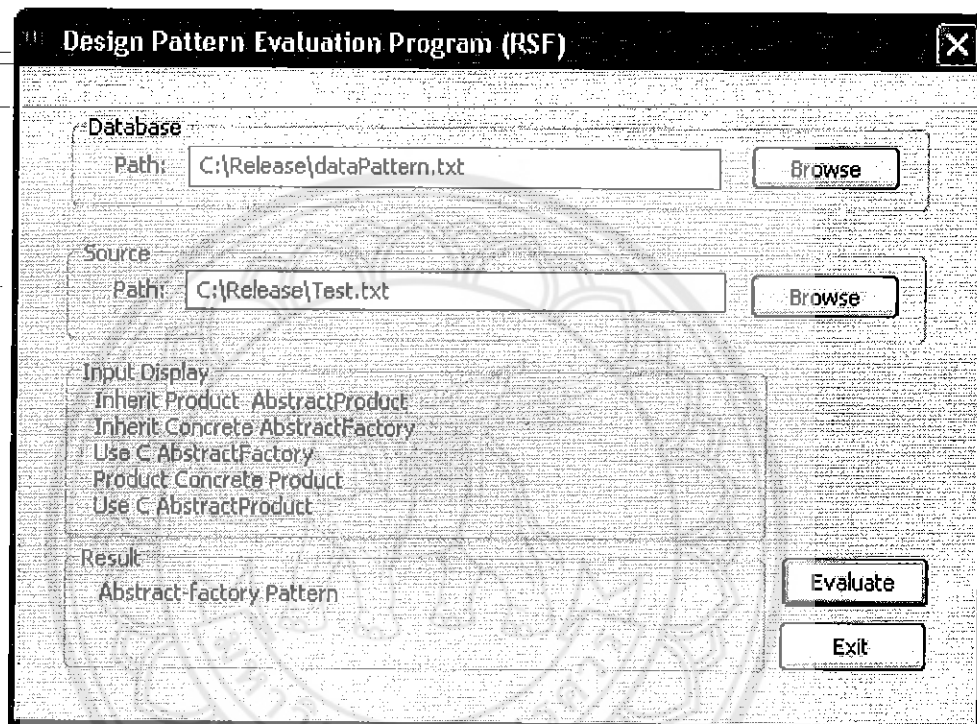 Design Pattern Evaluation Program (RSF)
Database
Path: C:\Release\dataPattern.txt Browse
Source
Path: C:\Release\Test.txt Browse
Input Display
Inherit Product AbstractProduct
Inherit Concrete AbstractFactory
Use C AbstractFactory
Product Concrete Product
Use C AbstractProduct
Result
Abstract-factory Pattern
Evaluate
Exit